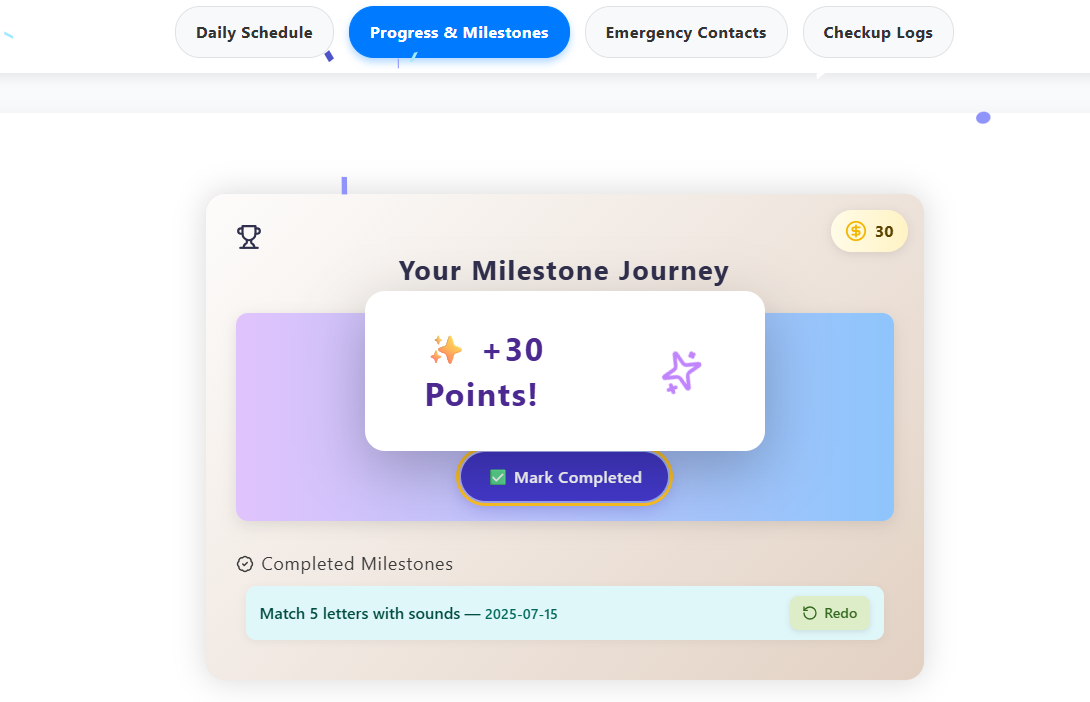 Daily Schedule
Progress & Milestones
Emergency Contacts
Checkup Logs
30
Your Milestone Journey
✨ +30
Points!
✅ Mark Completed
Completed Milestones
Match 5 letters with sounds — 2025-07-15
Redo